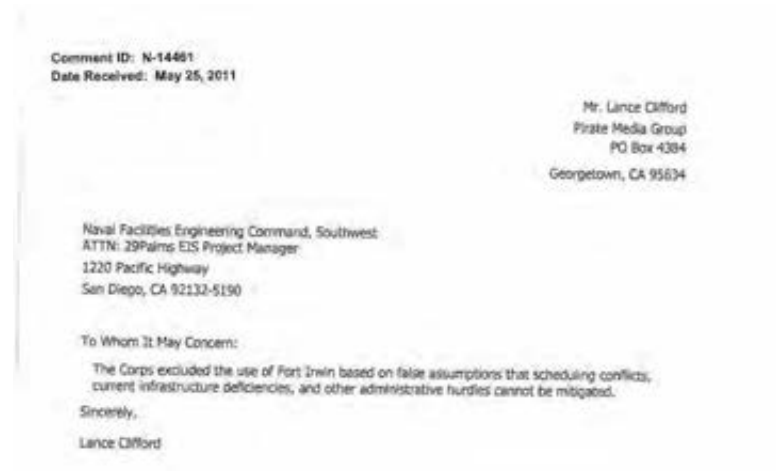 Comment ID: N-14461
Date Received: May 25, 2011
Mr. Lance Clifford
Pirate Media Group
PO Box 4384
Georgetown, CA 95634
Naval Facilities Engineering Command, Southwest
ATTN: 29Palms EIS Project Manager
1220 Pacific Highway
San Diego, CA 92132-5190
To Whom It May Concern:
The Corps excluded the use of Fort Irwin based on false assumptions that scheduling conflicts,
current infrastructure deficiencies, and other administrative hurdles cannot be mitigated.
Sincerely,
Lance Clifford